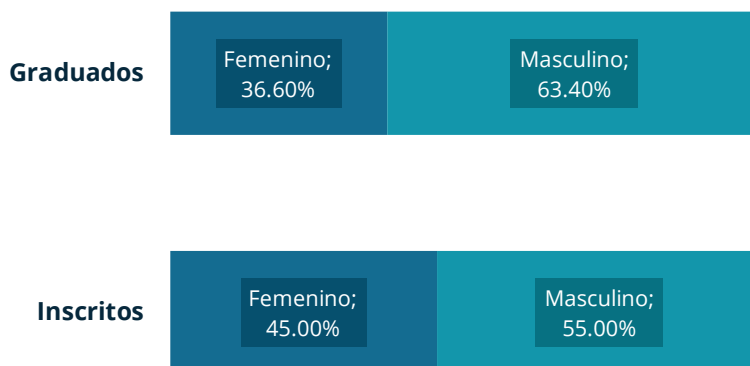 Graduados
Femenino;
36.60%
Masculino;
63.40%
Inscritos
Femenino;
45.00%
Masculino;
55.00%